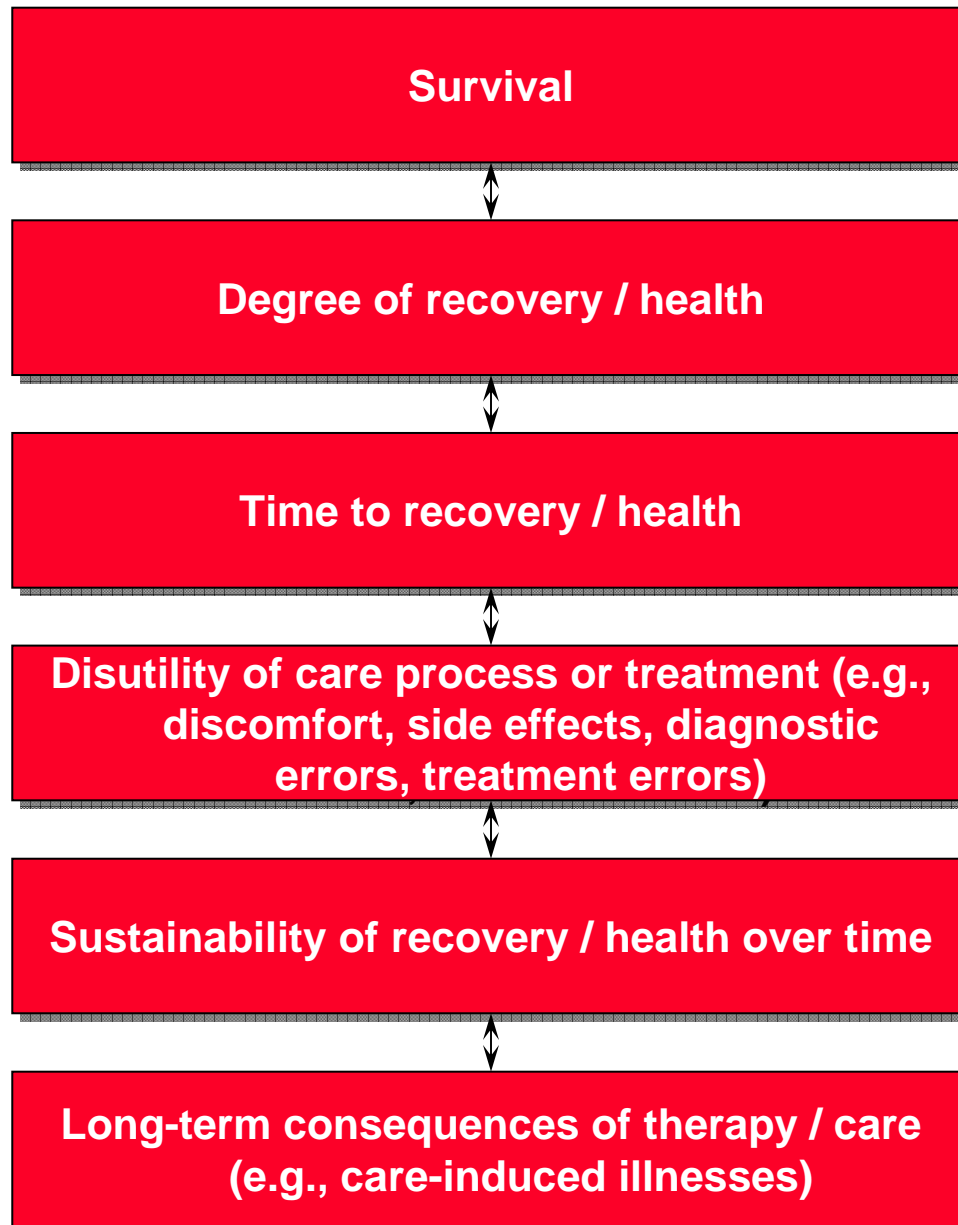 Survival
Degree of recovery / health
Time to recovery / health
Disutility of care process or treatment (e.g.,
discomfort, side effects, diagnostic
errors, treatment errors)
Sustainability of recovery / health over time
Long-term consequences of therapy / care
(e.g., care-induced illnesses)